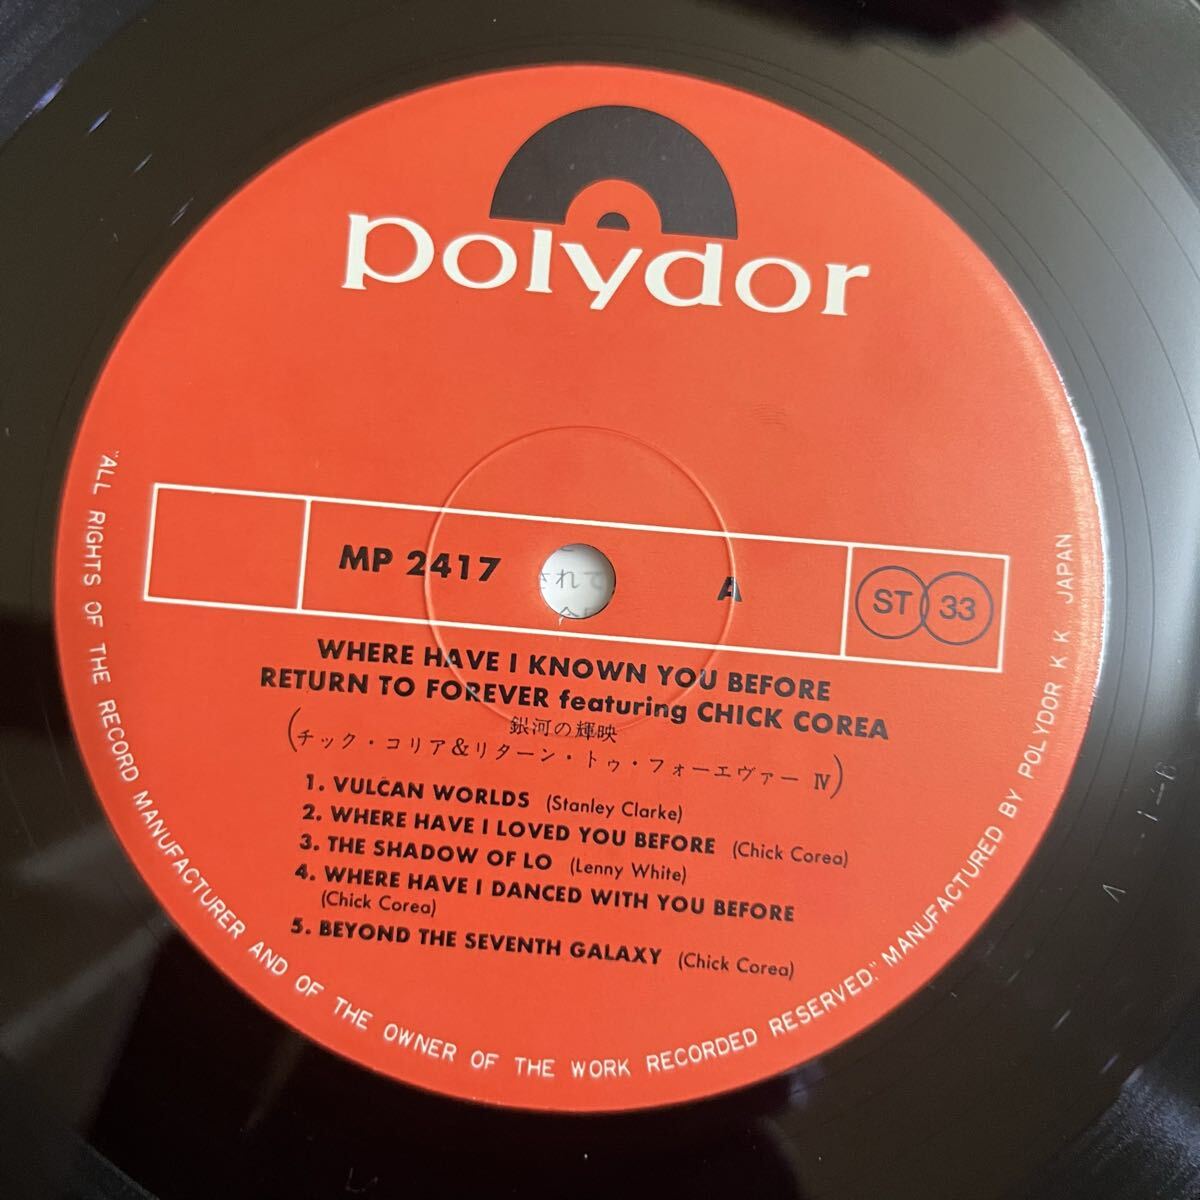 polydor
MP 2417
A
ST 33
されて
WHERE HAVE I KNOWN YOU BEFORE
RETURN TO FOREVER featuring CHICK COREA
銀河の輝映
(チック・コリア&リターン・トゥ・フォーエヴァー Ⅳ)
1. VULCAN WORLDS (Stanley Clarke)
2. WHERE HAVE I LOVED YOU BEFORE (Chick Corea)
3. THE SHADOW OF LO (Lenny White)
4. WHERE HAVE I DANCED WITH YOU BEFORE
(Chick Corea)
5. BEYOND THE SEVENTH GALAXY (Chick Corea)
"ALL RIGHTS OF THE RECORD MANUFACTURER AND OF THE OWNER OF THE WORK RECORDED RESERVED." MANUFACTURED BY POLYDOR K. K. JAPAN